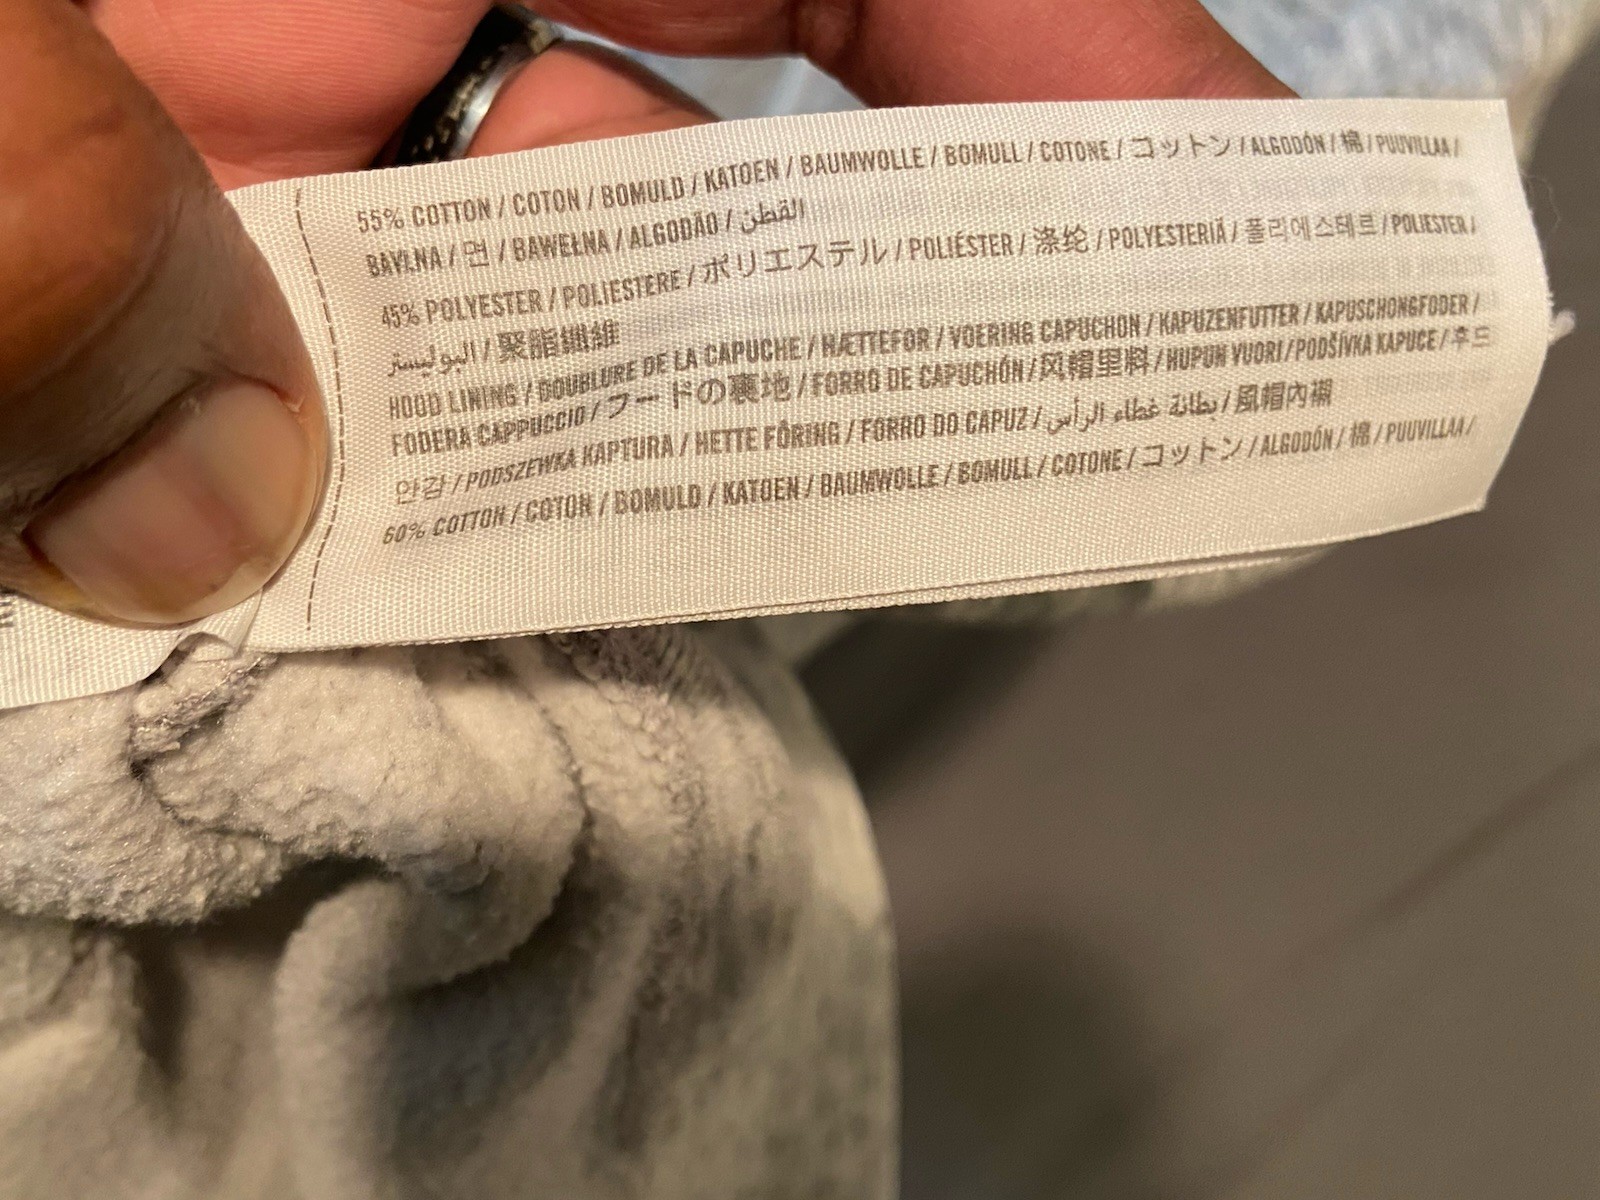 55% COTTON / COTON / BOMULD / KATOEN / BAUMWOLLE / BOMULL / COTONE / コットン / ALGODÓN / 棉 / PUUVILLAA /
BAVLNA / 면 / BAWEŁNA / ALGODÃO / القطن
45% POLYESTER / POLIESTERE / ポリエステル / POLIÉSTER / 涤纶 / POLYESTERIÄ / 폴리에스테르 / POLIESTER /
البوليستر / 聚酯纖維
HOOD LINING / DOUBLURE DE LA CAPUCHE / HÆTTEFOR / VOERING CAPUCHON / KAPUZENFUTTER / KAPUSCHONGFODER /
FODERA CAPPUCCIO / フードの裏地 / FORRO DE CAPUCHÓN / 风帽里料 / HUPUN VUORI / PODŠÍVKA KAPUCE / 후드
안감 / PODSZEWKA KAPTURA / HETTE FÔRING / FORRO DO CAPUZ / بطانة غطاء الرأس / 風帽內襯
60% COTTON / COTON / BOMULD / KATOEN / BAUMWOLLE / BOMULL / COTONE / コットン / ALGODÓN / 棉 / PUUVILLAA /